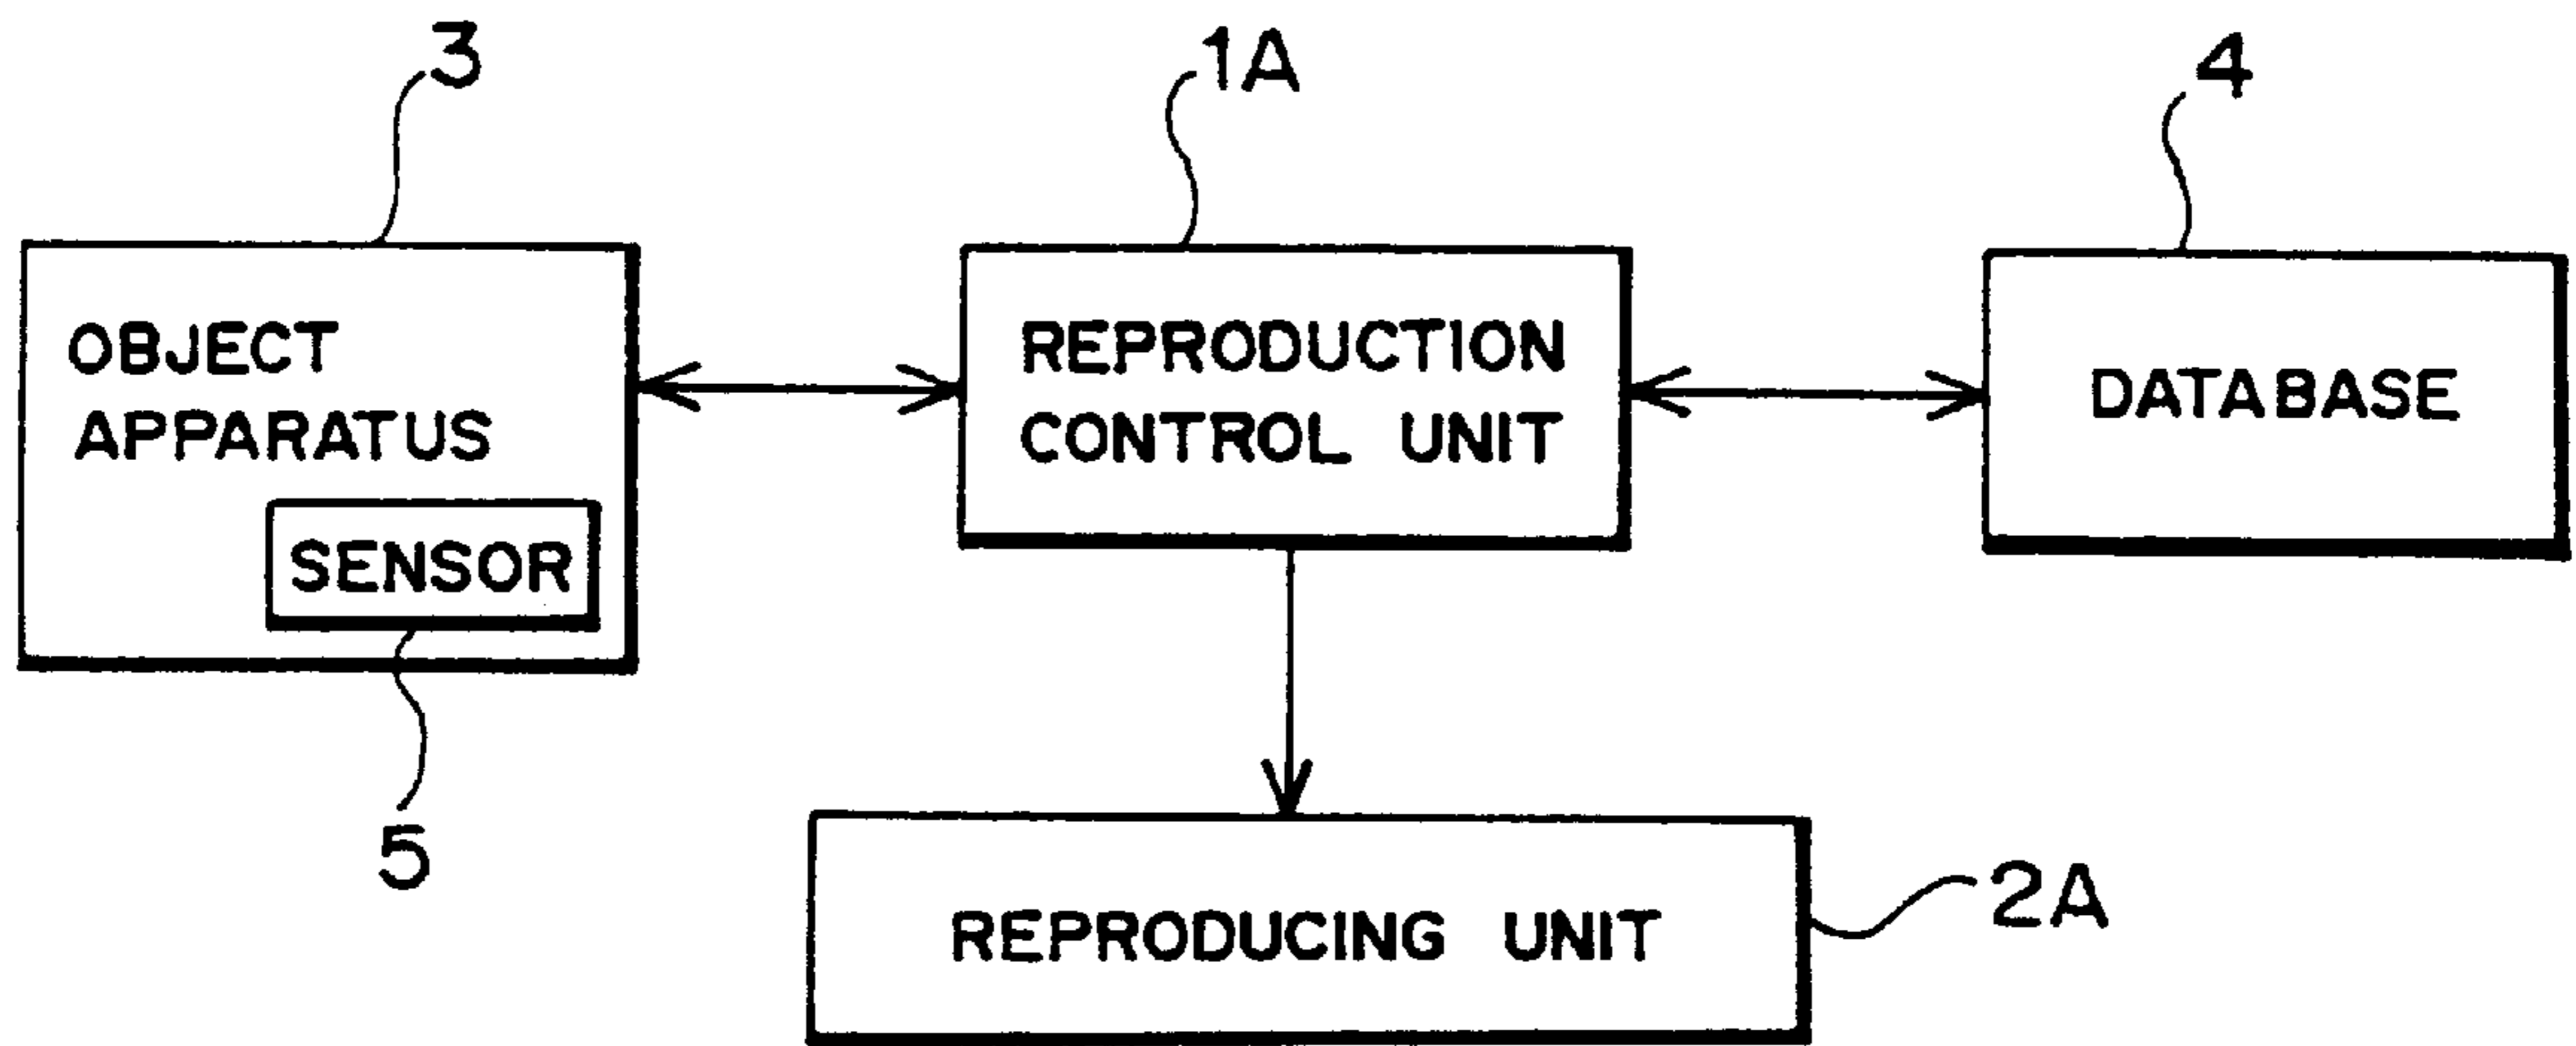 3
1A
4
OBJECT
APPARATUS
SENSOR
REPRODUCTION
CONTROL UNIT
DATABASE
5
REPRODUCING UNIT
2A